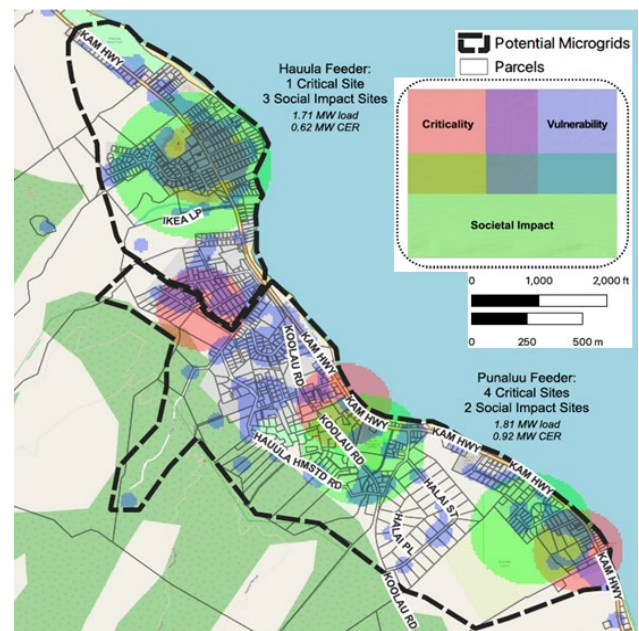 Potential Microgrids
Parcels
KAM HWY
Hauula Feeder:
1 Critical Site
3 Social Impact Sites
1.71 MW load
0.62 MW CER
Criticality
Vulnerability
Societal Impact
IKEA LP
0 1,000 2,000 ft
0 250 500 m
KOOLAU RD
KAM HWY
Punaluu Feeder:
4 Critical Sites
2 Social Impact Sites
1.81 MW load
0.92 MW CER
KAM HWY
KOOLAU RD
KAM HWY
KAM HWY
HAUULA HMSTD RD
HALAI ST
HALAI PL
KOOLAU RD
KAM HWY